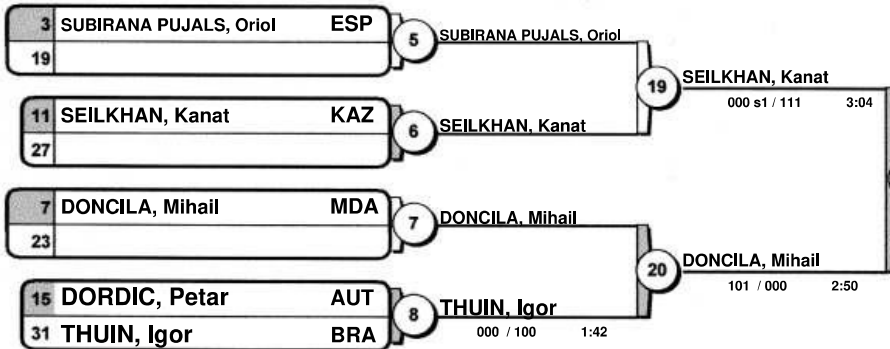 3 SUBIRANA PUJALS, Oriol ESP
19
5 SUBIRANA PUJALS, Oriol
11 SEILKHAN, Kanat KAZ
27
6 SEILKHAN, Kanat
19 SEILKHAN, Kanat
000 s1 / 111 3:04
7 DONCILA, Mihail MDA
23
7 DONCILA, Mihail
15 DORDIC, Petar AUT
31 THUIN, Igor BRA
8 THUIN, Igor
000 / 100 1:42
20 DONCILA, Mihail
101 / 000 2:50